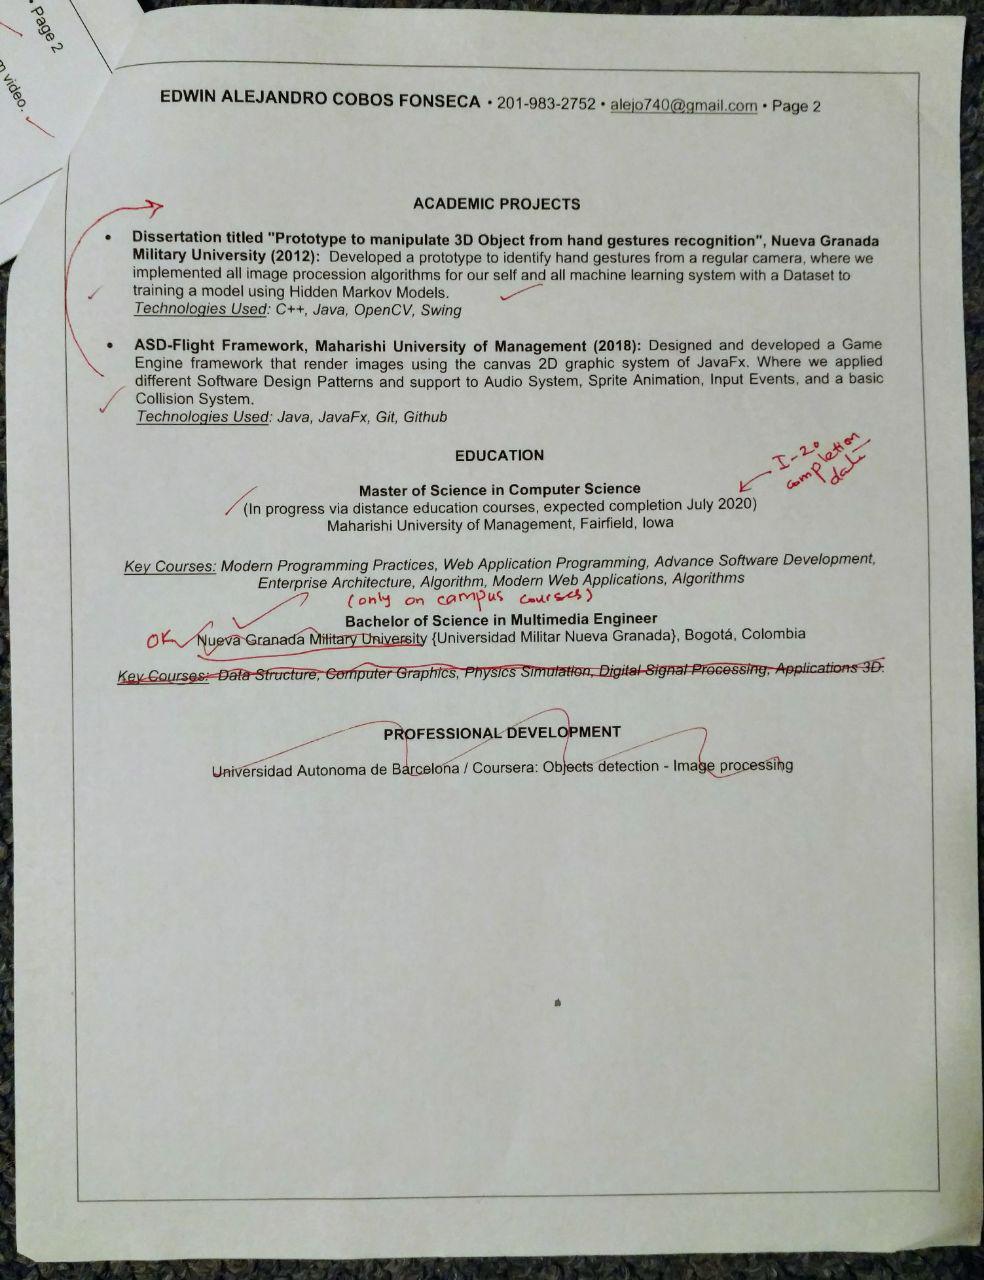 • Page 2
video.
EDWIN ALEJANDRO COBOS FONSECA • 201-983-2752 • alejo740@gmail.com • Page 2
ACADEMIC PROJECTS
• Dissertation titled "Prototype to manipulate 3D Object from hand gestures recognition", Nueva Granada
Military University (2012): Developed a prototype to identify hand gestures from a regular camera, where we
implemented all image procession algorithms for our self and all machine learning system with a Dataset to
training a model using Hidden Markov Models.
Technologies Used: C++, Java, OpenCV, Swing
• ASD-Flight Framework, Maharishi University of Management (2018): Designed and developed a Game
Engine framework that render images using the canvas 2D graphic system of JavaFx. Where we applied
different Software Design Patterns and support to Audio System, Sprite Animation, Input Events, and a basic
Collision System.
Technologies Used: Java, JavaFx, Git, Github
EDUCATION
I-20
completion
date
Master of Science in Computer Science
(In progress via distance education courses, expected completion July 2020)
Maharishi University of Management, Fairfield, Iowa
Key Courses: Modern Programming Practices, Web Application Programming, Advance Software Development,
Enterprise Architecture, Algorithm, Modern Web Applications, Algorithms
(only on campus courses)
Bachelor of Science in Multimedia Engineer
OK Nueva Granada Military University {Universidad Militar Nueva Granada}, Bogotá, Colombia
Key Courses: Data Structure, Computer Graphics, Physics Simulation, Digital Signal Processing, Applications 3D.
PROFESSIONAL DEVELOPMENT
Universidad Autonoma de Barcelona / Coursera: Objects detection - Image processing